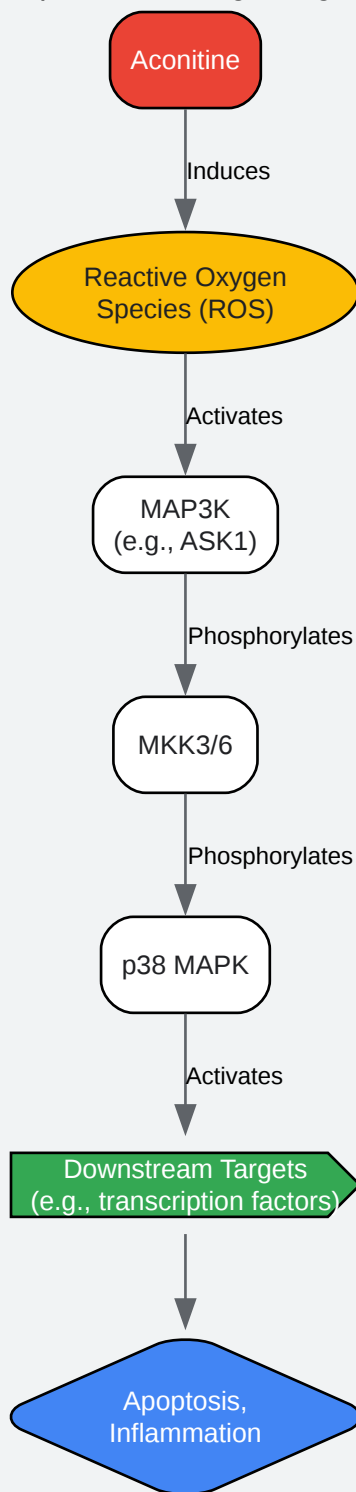 Aconitine
Induces
Reactive Oxygen
Species (ROS)
Activates
MAP3K
(e.g., ASK1)
Phosphorylates
MKK3/6
Phosphorylates
p38 MAPK
Activates
Downstream Targets
(e.g., transcription factors)
Apoptosis,
Inflammation